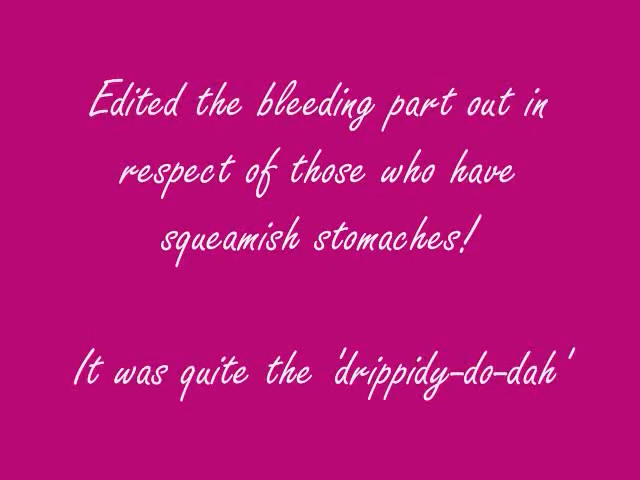 Edited the bleeding part out in
respect of those who have
squeamish stomaches!
It was quite the 'drippidy-do-dah'